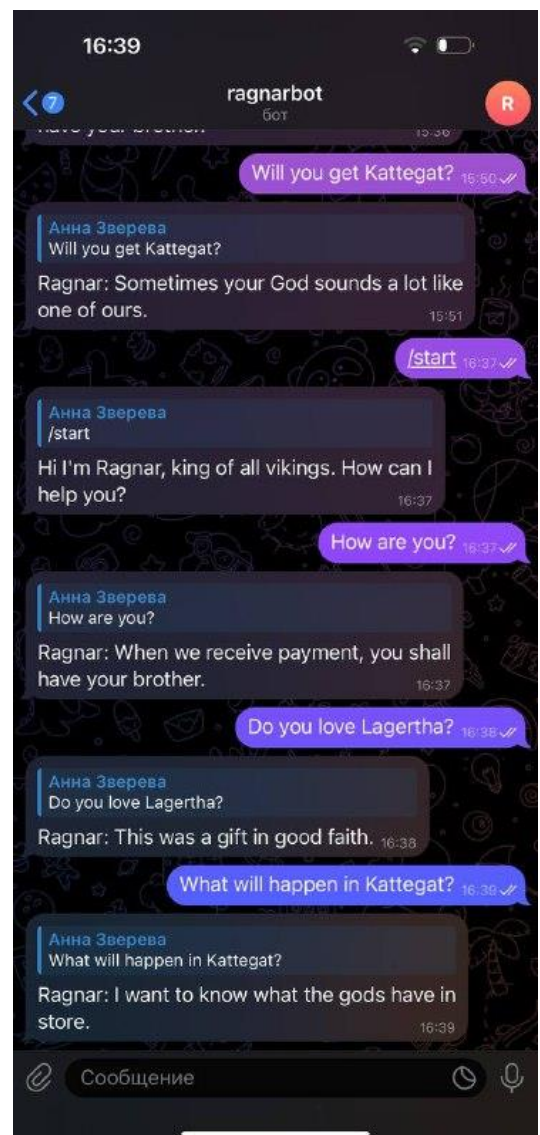 16:39
7
ragnarbot
бот
R
have your brother.
15:36
Will you get Kattegat? 15:50
Анна Зверева
Will you get Kattegat?
Ragnar: Sometimes your God sounds a lot like
one of ours.
15:51
/start 16:37
Анна Зверева
/start
Hi I'm Ragnar, king of all vikings. How can I
help you?
16:37
How are you? 16:37
Анна Зверева
How are you?
Ragnar: When we receive payment, you shall
have your brother.
16:37
Do you love Lagertha? 16:38
Анна Зверева
Do you love Lagertha?
Ragnar: This was a gift in good faith. 16:38
What will happen in Kattegat? 16:39
Анна Зверева
What will happen in Kattegat?
Ragnar: I want to know what the gods have in
store.
16:39
Сообщение